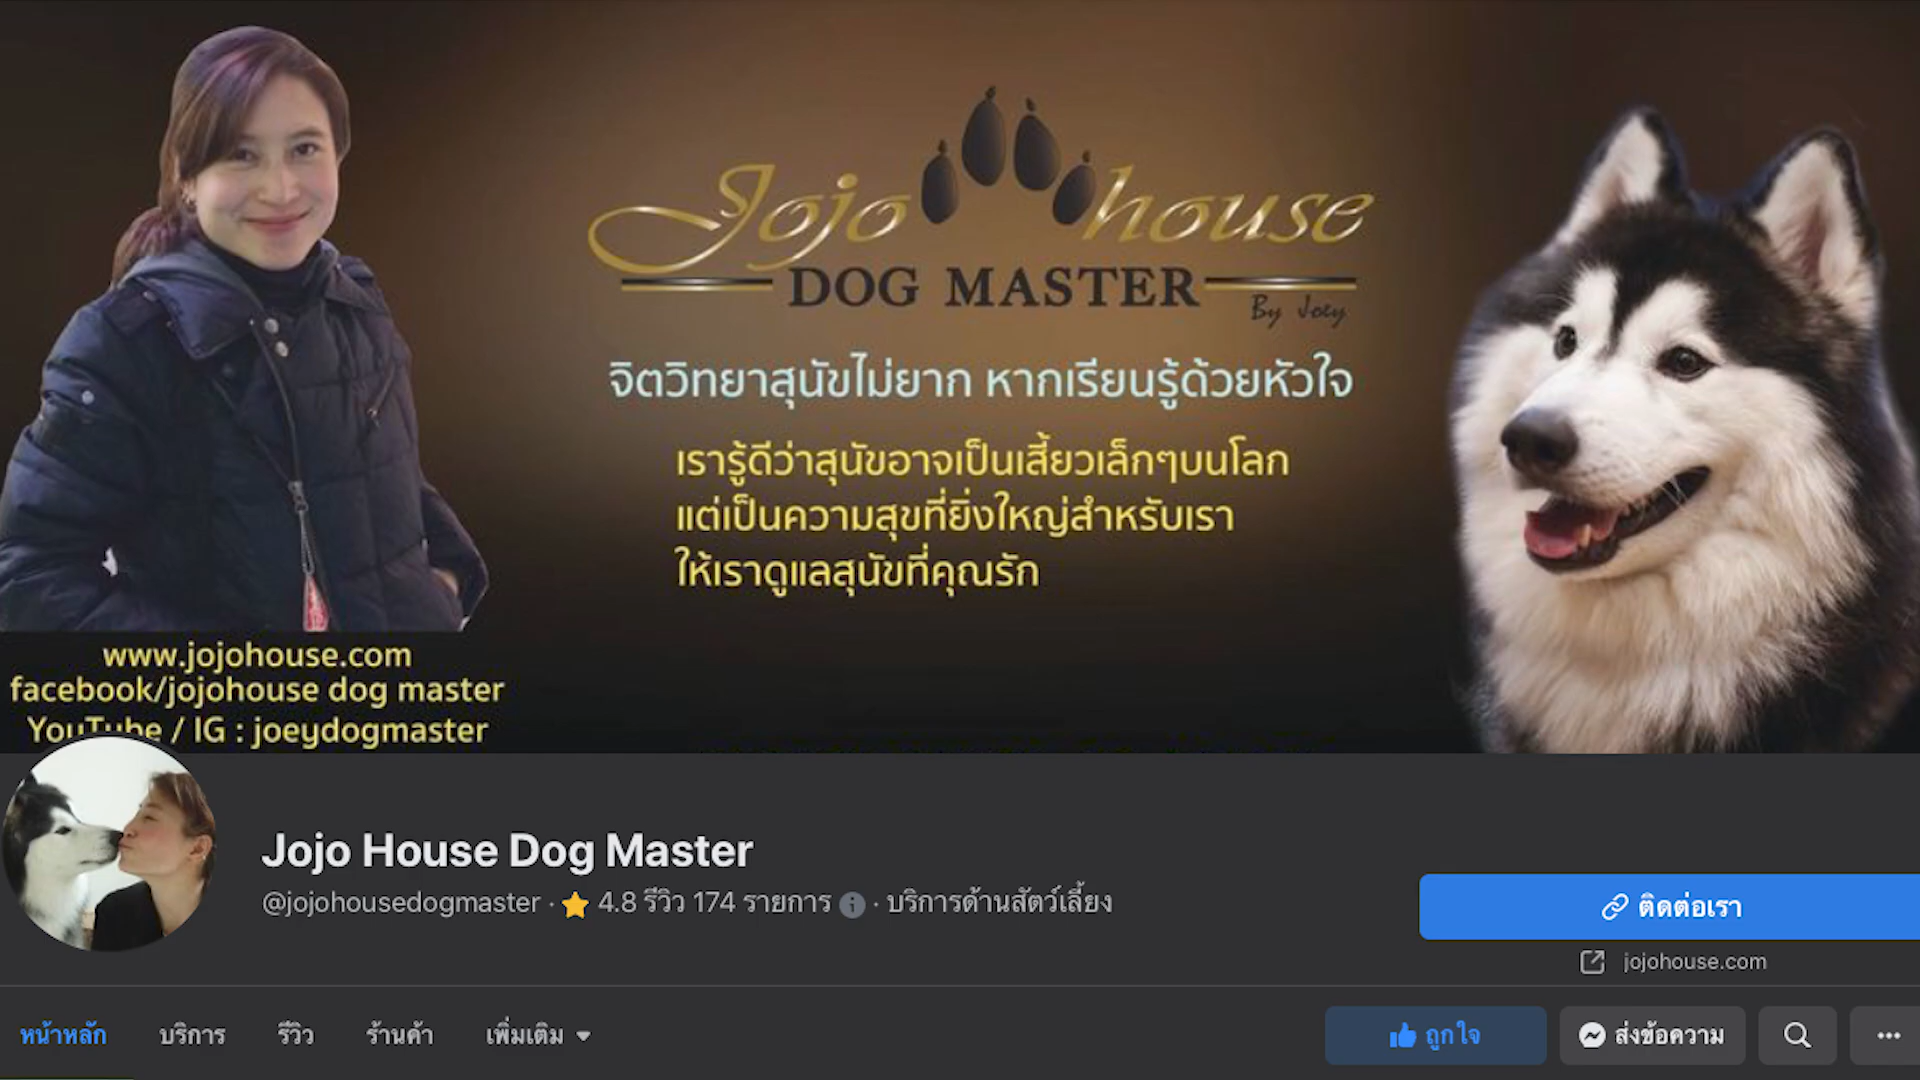 Jojo house
DOG MASTER
By Joey
จิตวิทยาสุนัขไม่ยาก หากเรียนรู้ด้วยหัวใจ
เรารู้ดีว่าสุนัขอาจเป็นเสี้ยวเล็กๆบนโลก
แต่เป็นความสุขที่ยิ่งใหญ่สำหรับเรา
ให้เราดูแลสุนัขที่คุณรัก
www.jojohouse.com
facebook/jojohouse dog master
YouTube / IG : joeydogmaster
Jojo House Dog Master
@jojohousedogmaster · 4.8 รีวิว 174 รายการ · บริการด้านสัตว์เลี้ยง
ติดต่อเรา
jojohouse.com
หน้าหลัก บริการ รีวิว ร้านค้า เพิ่มเติม ถูกใจ ส่งข้อความ